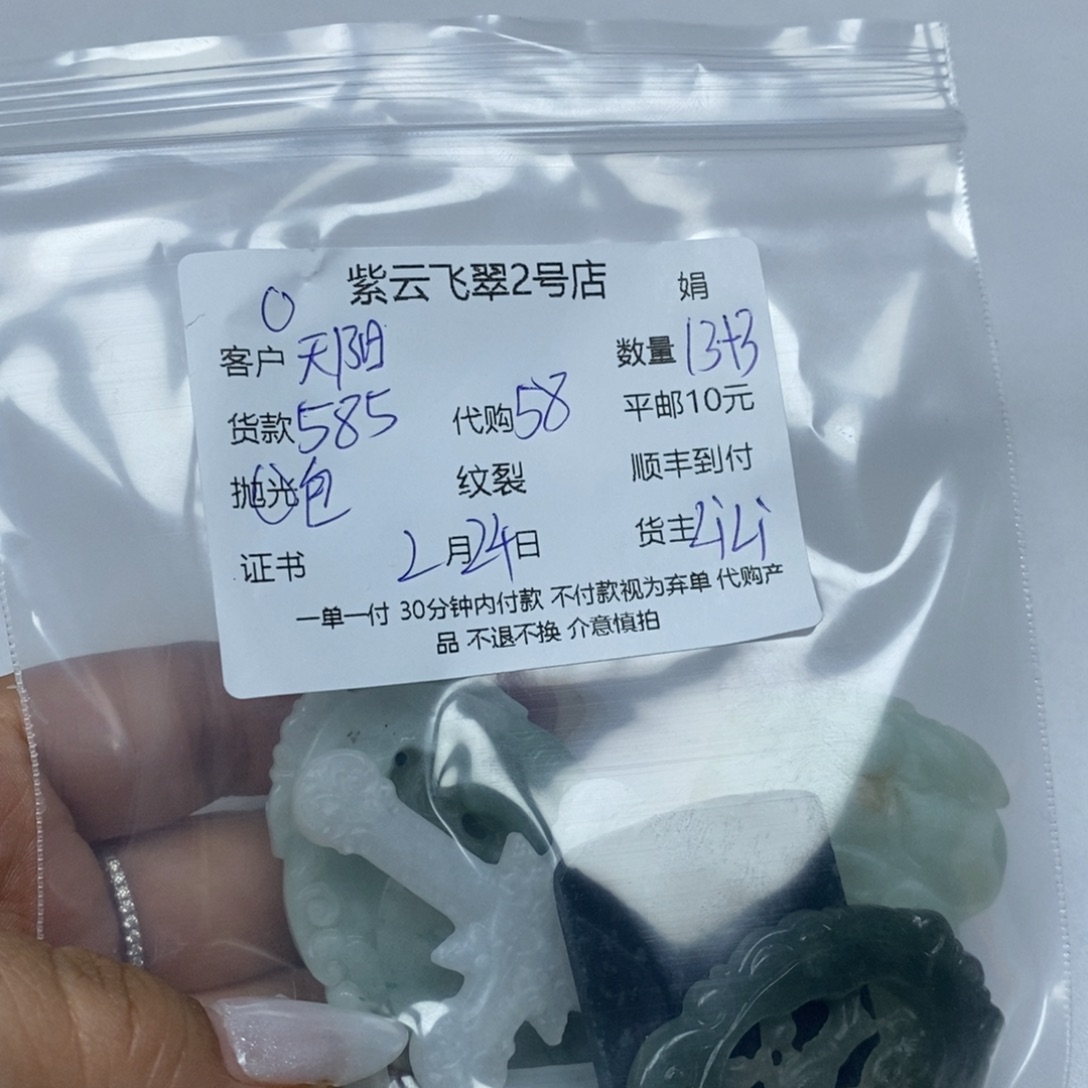 紫云飞翠2号店 娟
O
客户 天阳 数量 13+3
货款 585 代购 58 平邮10元
抛光 包 纹裂 顺丰到付
证书 2月24日 货主 LiLi
一单一付 30分钟内付款 不付款视为弃单 代购产
品 不退不换 介意慎拍